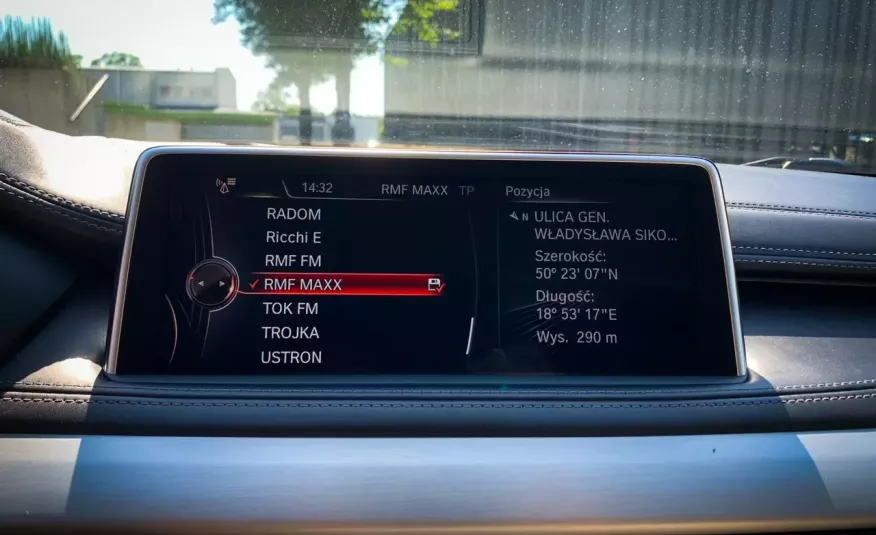 14:32 RMF MAXX TP
RADOM
Ricchi E
RMF FM
RMF MAXX
TOK FM
TROJKA
USTRON
Pozycja
N ULICA GEN.
WŁADYSŁAWA SIKO...
Szerokość:
50° 23' 07"N
Długość:
18° 53' 17"E
Wys. 290 m